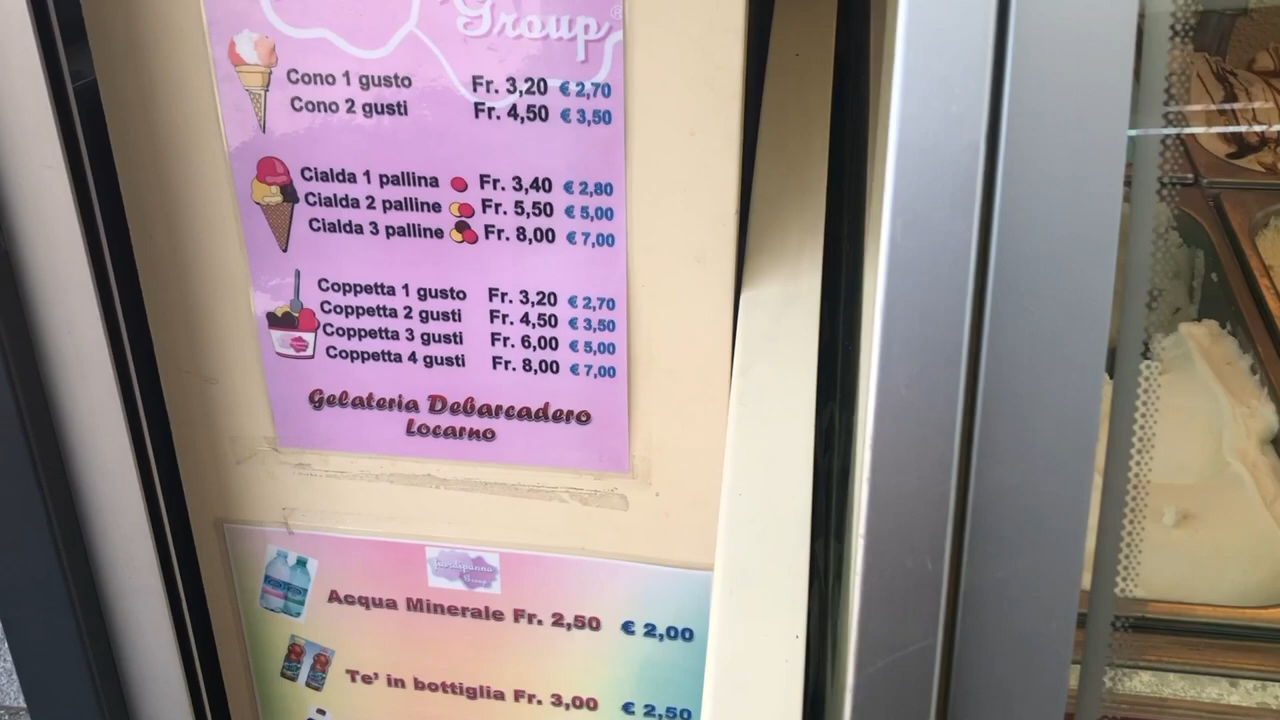 Group®
Cono 1 gusto Fr. 3,20 € 2,70
Cono 2 gusti Fr. 4,50 € 3,50
Cialda 1 pallina Fr. 3,40 € 2,80
Cialda 2 palline Fr. 5,50 € 5,00
Cialda 3 palline Fr. 8,00 € 7,00
Coppetta 1 gusto Fr. 3,20 € 2,70
Coppetta 2 gusti Fr. 4,50 € 3,50
Coppetta 3 gusti Fr. 6,00 € 5,00
Coppetta 4 gusti Fr. 8,00 € 7,00
Gelateria Debarcadero
Locarno
fiordipanna
Group
Acqua Minerale Fr. 2,50 € 2,00
Te' in bottiglia Fr. 3,00 € 2,50